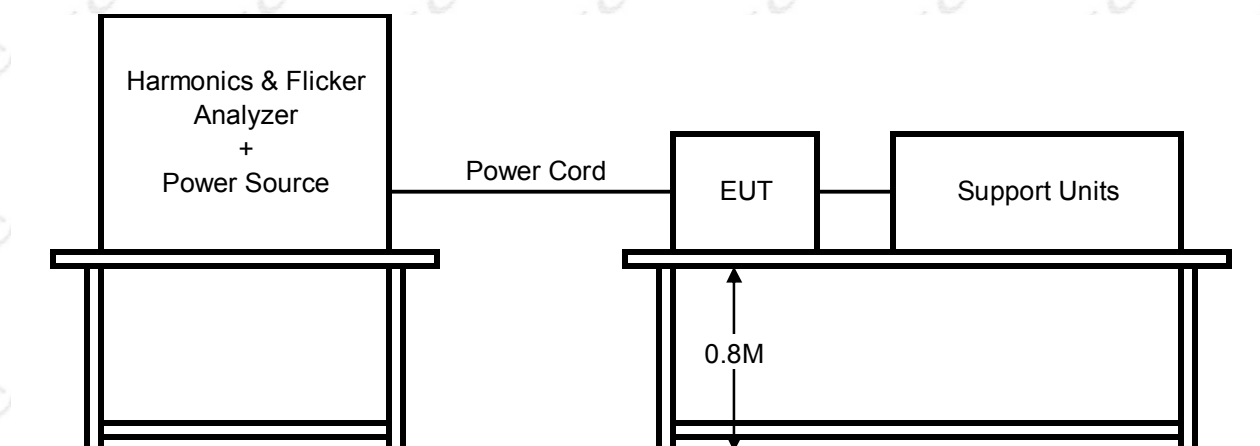 Harmonics & Flicker
Analyzer
+
Power Source
Power Cord
EUT
Support Units
0.8M